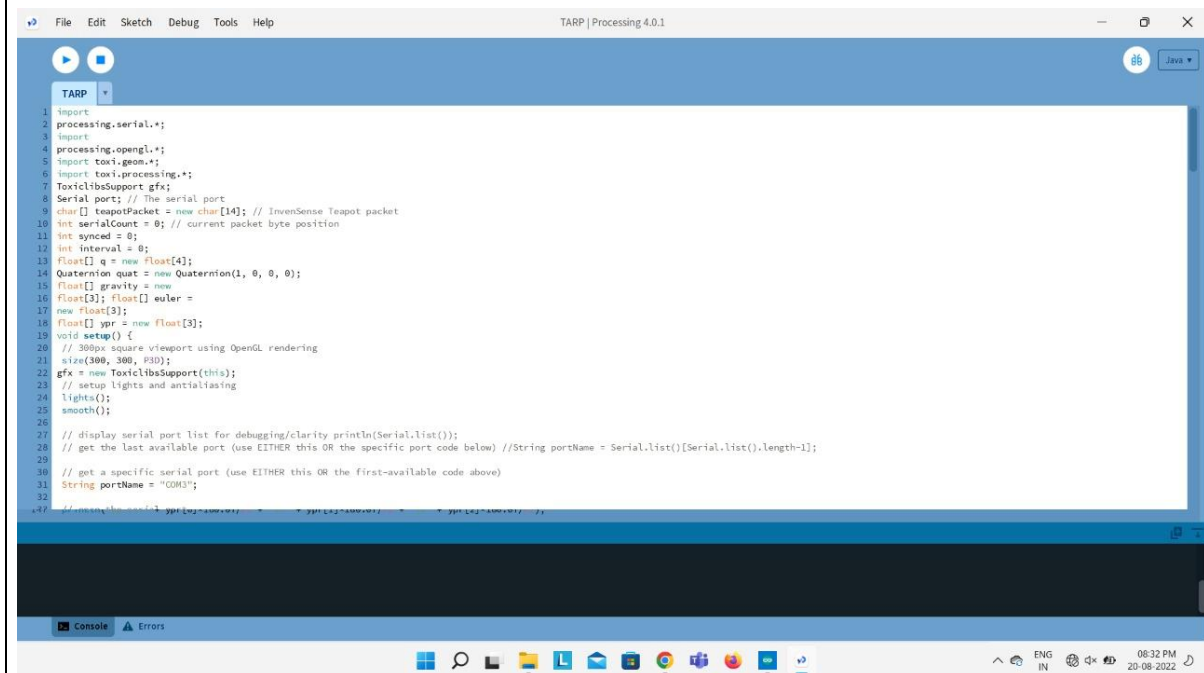 File Edit Sketch Debug Tools Help
TARP | Processing 4.0.1
Java ▾
TARP
1 import
2 processing.serial.*;
3 import
4 processing.opengl.*;
5 import toxi.geom.*;
6 import toxi.processing.*;
7 ToxiclibsSupport gfx;
8 Serial port; // The serial port
9 char[] teapotPacket = new char[14]; // InvenSense Teapot packet
10 int serialCount = 0; // current packet byte position
11 int synced = 0;
12 int interval = 0;
13 float[] q = new float[4];
14 Quaternion quat = new Quaternion(1, 0, 0, 0);
15 float[] gravity = new
16 float[3]; float[] euler =
17 new float[3];
18 float[] ypr = new float[3];
19 void setup() {
20 // 300px square viewport using OpenGL rendering
21 size(300, 300, P3D);
22 gfx = new ToxiclibsSupport(this);
23 // setup lights and antialiasing
24 lights();
25 smooth();
26
27 // display serial port list for debugging/clarity println(Serial.list());
28 // get the last available port (use EITHER this OR the specific port code below) //String portName = Serial.list()[Serial.list().length-1];
29
30 // get a specific serial port (use EITHER this OR the first-available code above)
31 String portName = "COM3";
32
Console Errors
ENG
IN
08:32 PM
20-08-2022